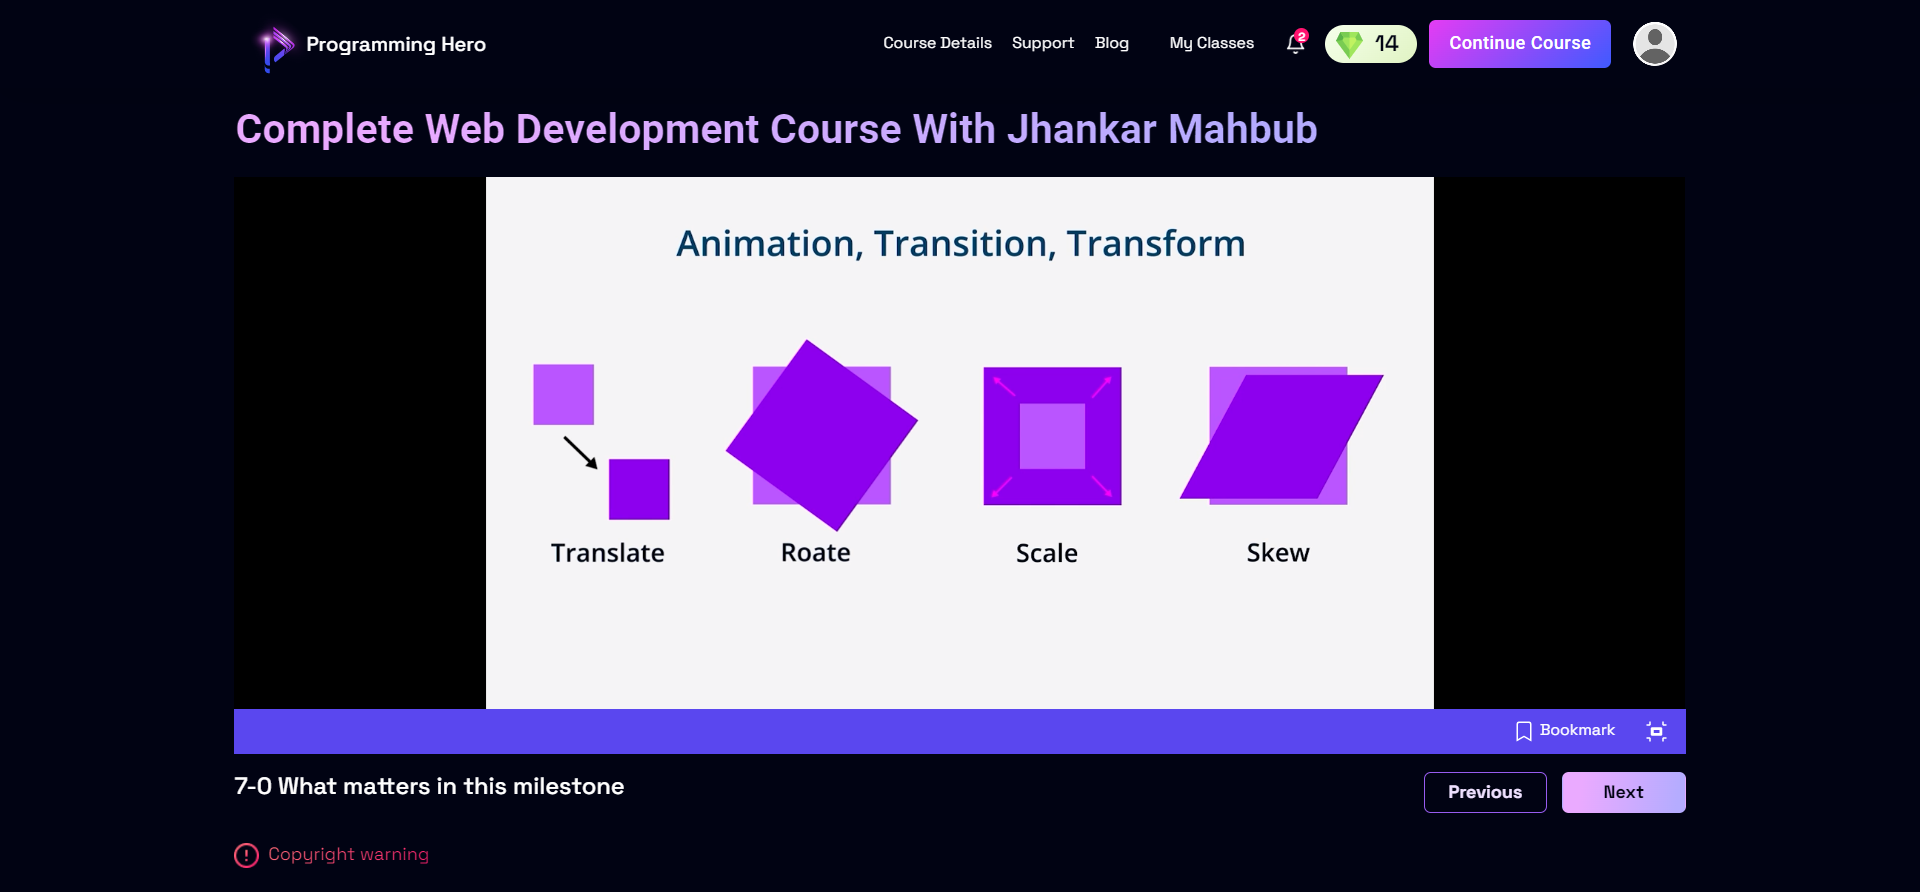 Programming Hero
Course Details Support Blog My Classes 2 14 Continue Course
Complete Web Development Course With Jhankar Mahbub
Animation, Transition, Transform
Translate Roate Scale Skew
Bookmark
7-0 What matters in this milestone
Previous Next
Copyright warning